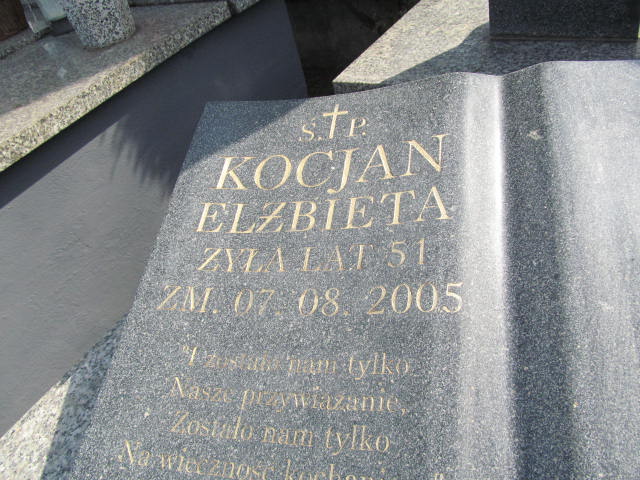 Ś.†P.
KOCJAN
ELŻBIETA
ŻYŁA LAT 51
ZM. 07. 08. 2005
"I zostało nam tylko
Nasze przywiązanie,
Zostało nam tylko
Na wieczność kochanie